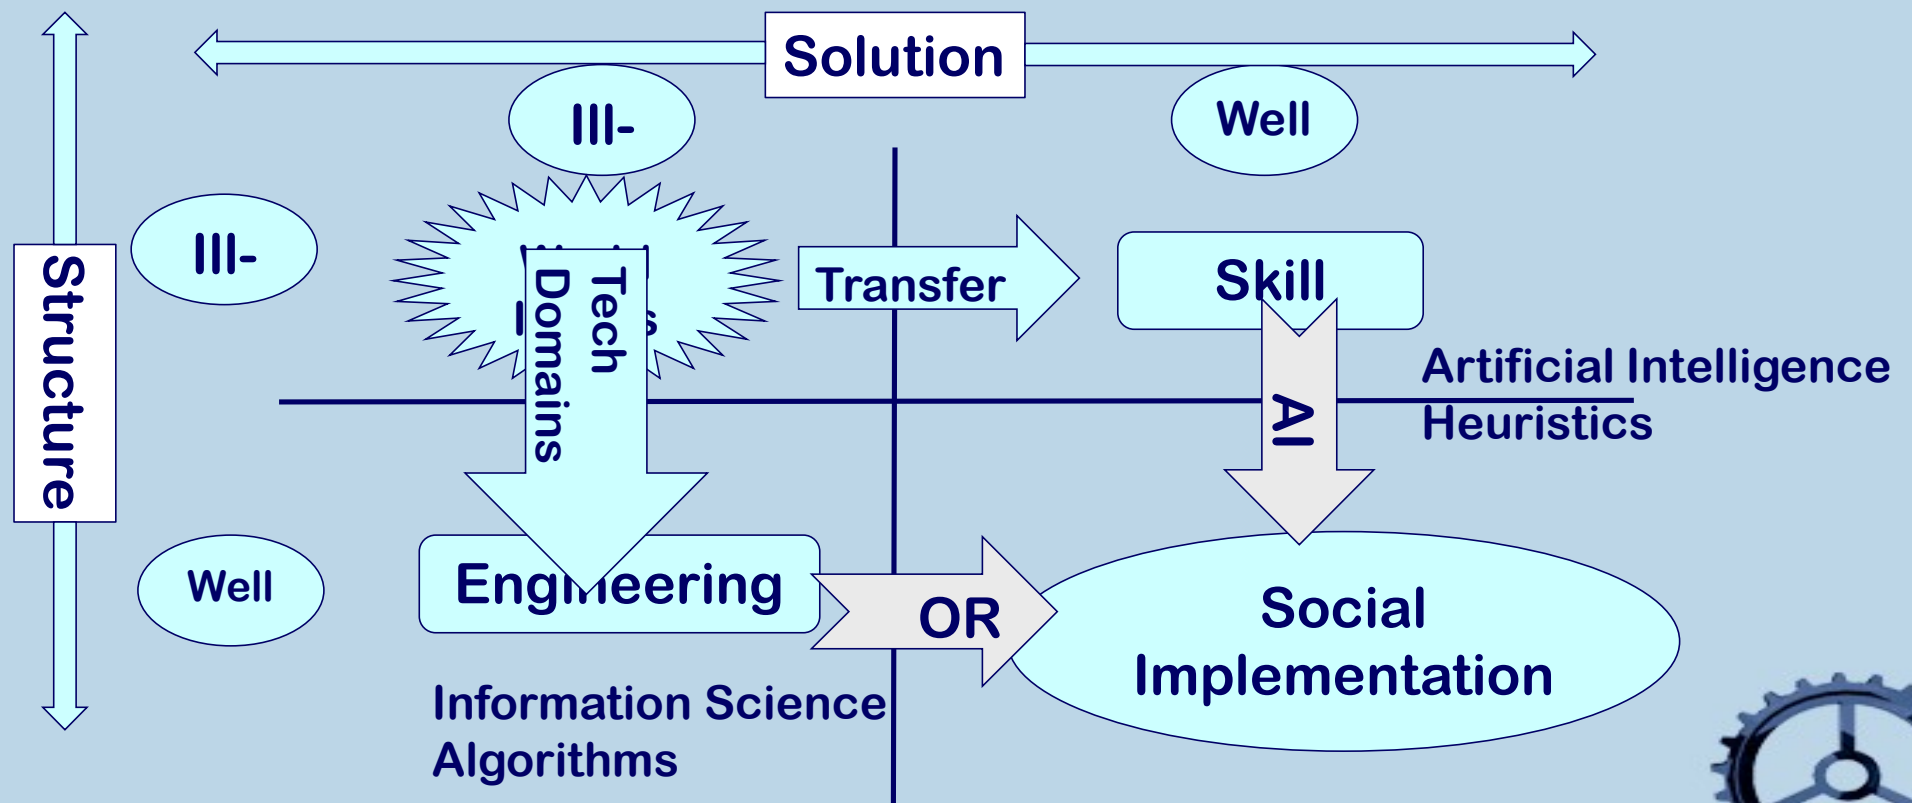 Solution
Ill-
Well
Ill-
Structure
Tech
Domains
Transfer
Skill
Artificial Intelligence
Heuristics
AI
Well
Engineering
OR
Social
Implementation
Information Science
Algorithms